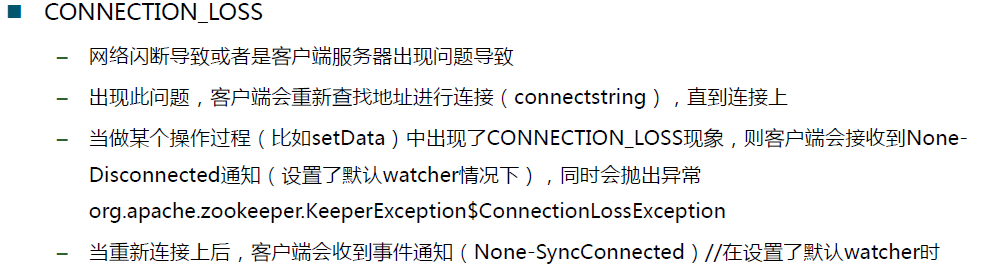 CONNECTION_LOSS
– 网络闪断导致或者是客户端服务器出现问题导致
– 出现此问题，客户端会重新查找地址进行连接（connectstring），直到连接上
– 当做某个操作过程（比如setData）中出现了CONNECTION_LOSS现象，则客户端会接收到None-
Disconnected通知（设置了默认watcher情况下），同时会抛出异常
org.apache.zookeeper.KeeperException$ConnectionLossException
– 当重新连接上后，客户端会收到事件通知（None-SyncConnected）//在设置了默认watcher时